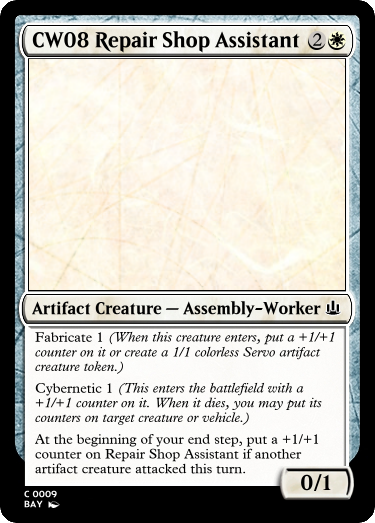 CW08 Repair Shop Assistant 2
Artifact Creature — Assembly-Worker
Fabricate 1 (When this creature enters, put a +1/+1
counter on it or create a 1/1 colorless Servo artifact
creature token.)
Cybernetic 1 (This enters the battlefield with a
+1/+1 counter on it. When it dies, you may put its
counters on target creature or vehicle.)
At the beginning of your end step, put a +1/+1
counter on Repair Shop Assistant if another
artifact creature attacked this turn.
0/1
C 0009
BAY